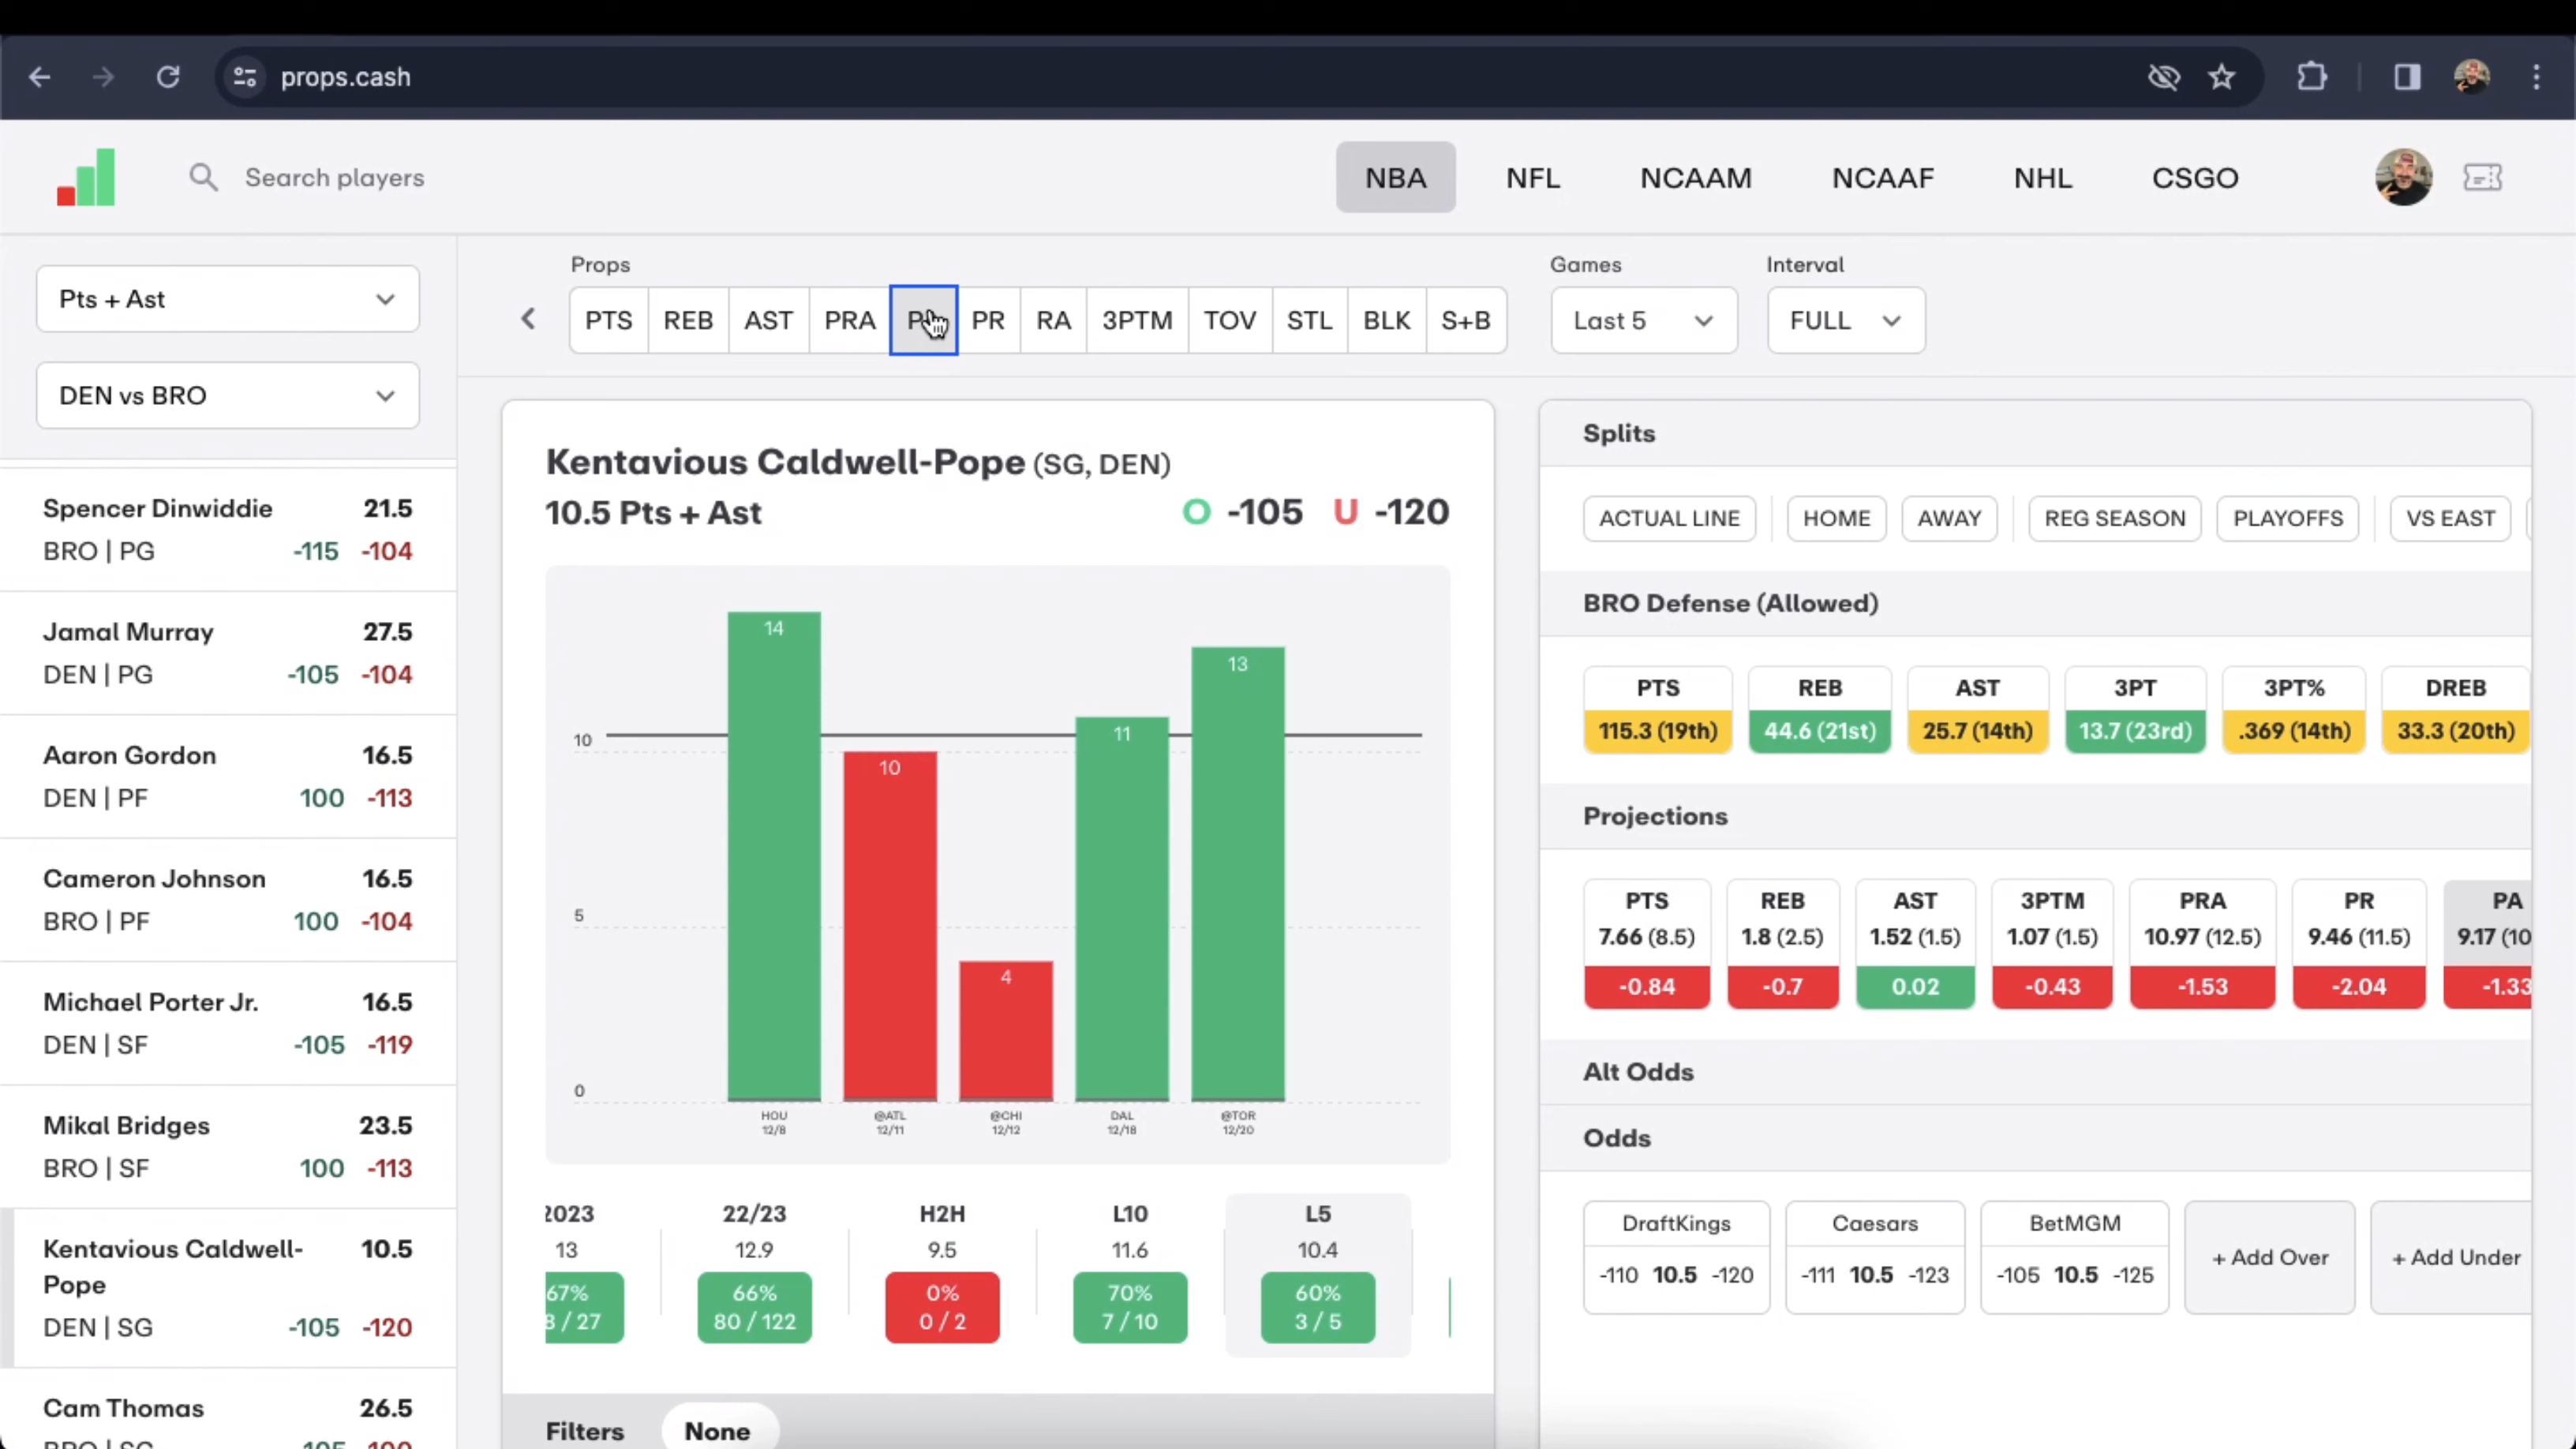 props.cash
Search players
NBA NFL NCAAM NCAAF NHL CSGO
Pts + Ast
DEN vs BRO
Spencer Dinwiddie 21.5
BRO | PG -115 -104
Jamal Murray 27.5
DEN | PG -105 -104
Aaron Gordon 16.5
DEN | PF 100 -113
Cameron Johnson 16.5
BRO | PF 100 -104
Michael Porter Jr. 16.5
DEN | SF -105 -119
Mikal Bridges 23.5
BRO | SF 100 -113
Kentavious Caldwell-
Pope 10.5
DEN | SG -105 -120
Cam Thomas 26.5
Props
PTS REB AST PRA PR RA 3PTM TOV STL BLK S+B
Games
Last 5
Interval
FULL
Kentavious Caldwell-Pope (SG, DEN)
10.5 Pts + Ast O -105 U -120
14
10
4
11
13
10
5
0
HOU
12/8
@ATL
12/11
@CHI
12/12
DAL
12/18
@TOR
12/20
2023 22/23 H2H L10 L5
13 12.9 9.5 11.6 10.4
67% 66% 0% 70% 60%
/ 27 80 / 122 0 / 2 7 / 10 3 / 5
Filters None
Splits
ACTUAL LINE HOME AWAY REG SEASON PLAYOFFS VS EAST
BRO Defense (Allowed)
PTS REB AST 3PT 3PT% DREB
115.3 (19th) 44.6 (21st) 25.7 (14th) 13.7 (23rd) .369 (14th) 33.3 (20th)
Projections
PTS REB AST 3PTM PRA PR PA
7.66 (8.5) 1.8 (2.5) 1.52 (1.5) 1.07 (1.5) 10.97 (12.5) 9.46 (11.5) 9.17 (10
-0.84 -0.7 0.02 -0.43 -1.53 -2.04 -1.33
Alt Odds
Odds
DraftKings Caesars BetMGM
-110 10.5 -120 -111 10.5 -123 -105 10.5 -125
+ Add Over + Add Under